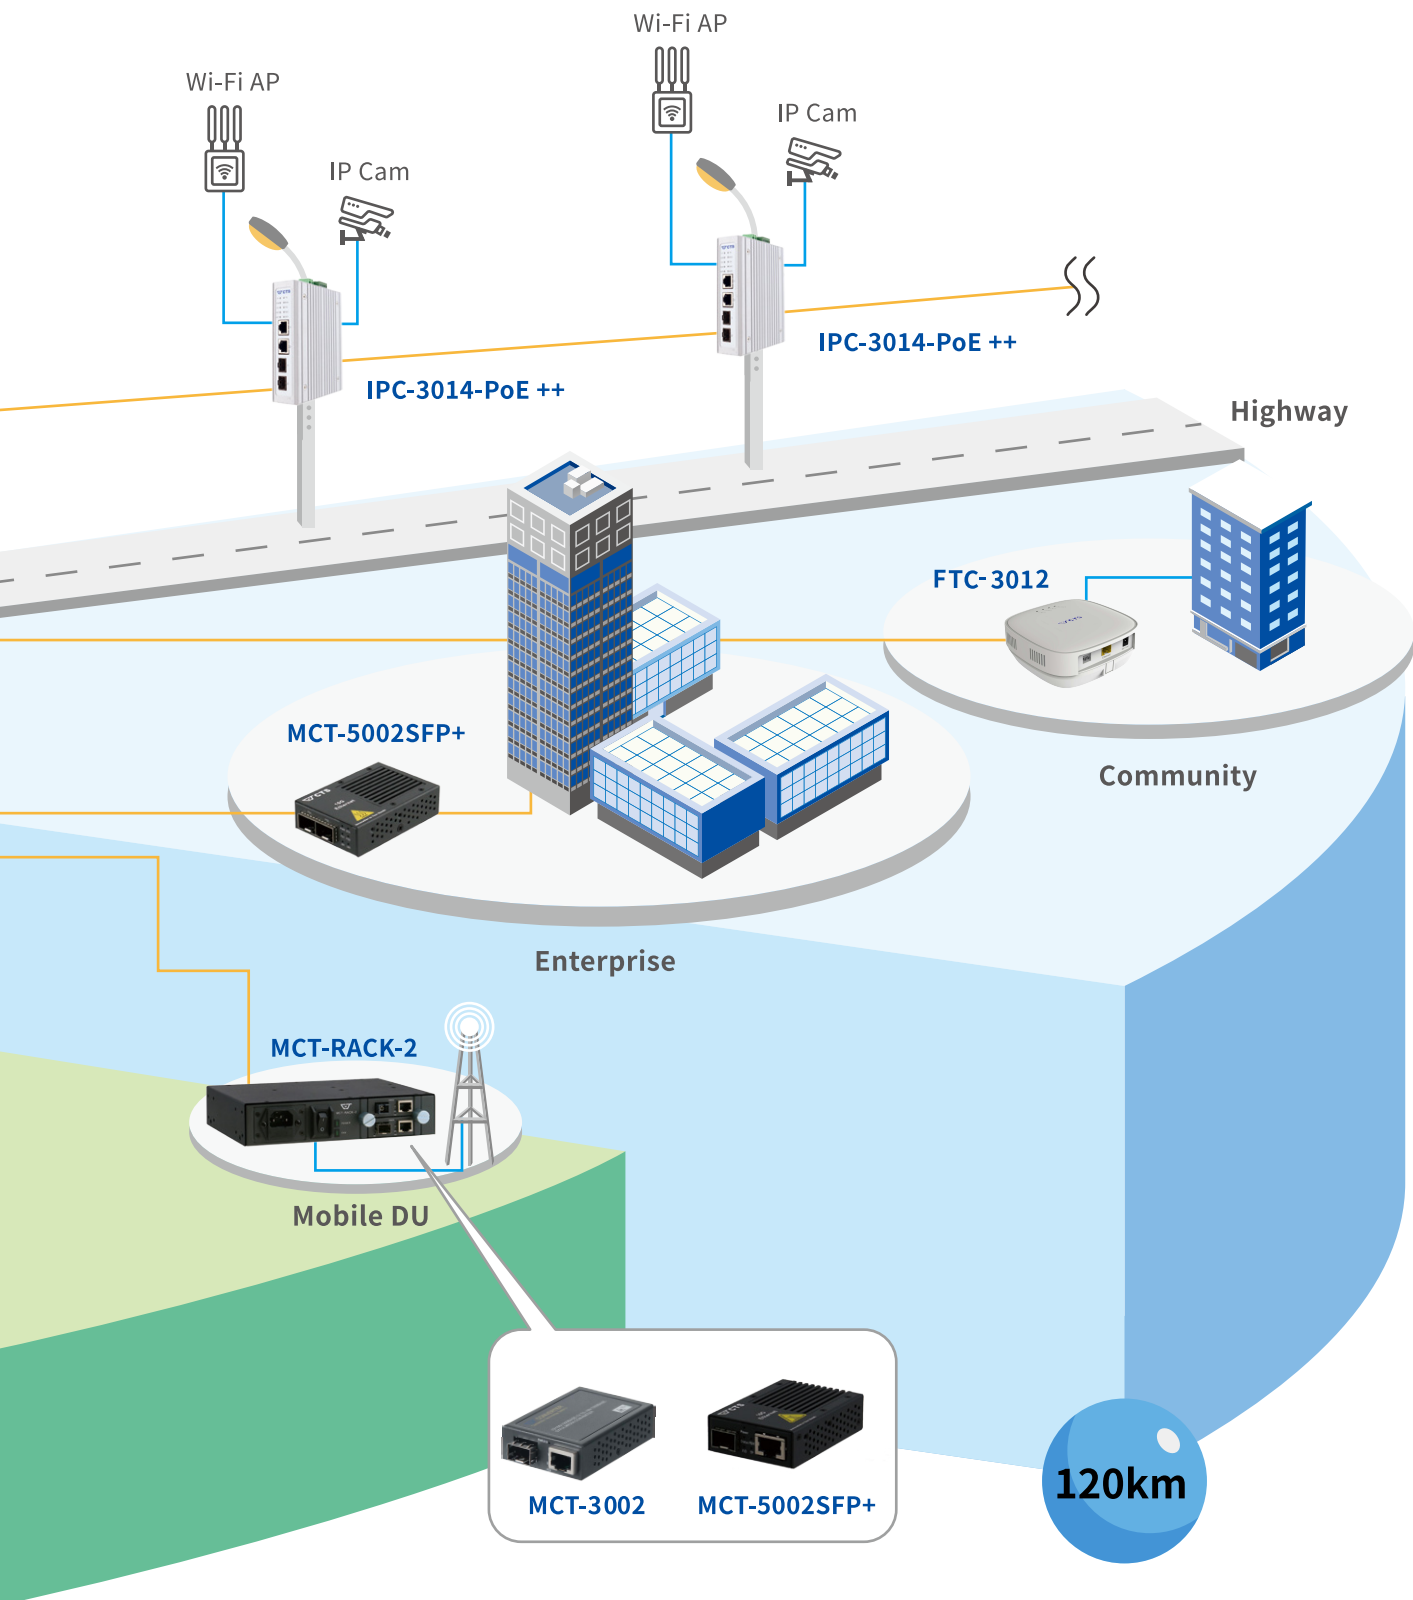 Wi-Fi AP
Wi-Fi AP
IP Cam
IP Cam
IPC-3014-PoE ++
IPC-3014-PoE ++
Highway
FTC-3012
MCT-5002SFP+
Community
Enterprise
MCT-RACK-2
Mobile DU
120km
MCT-3002
MCT-5002SFP+